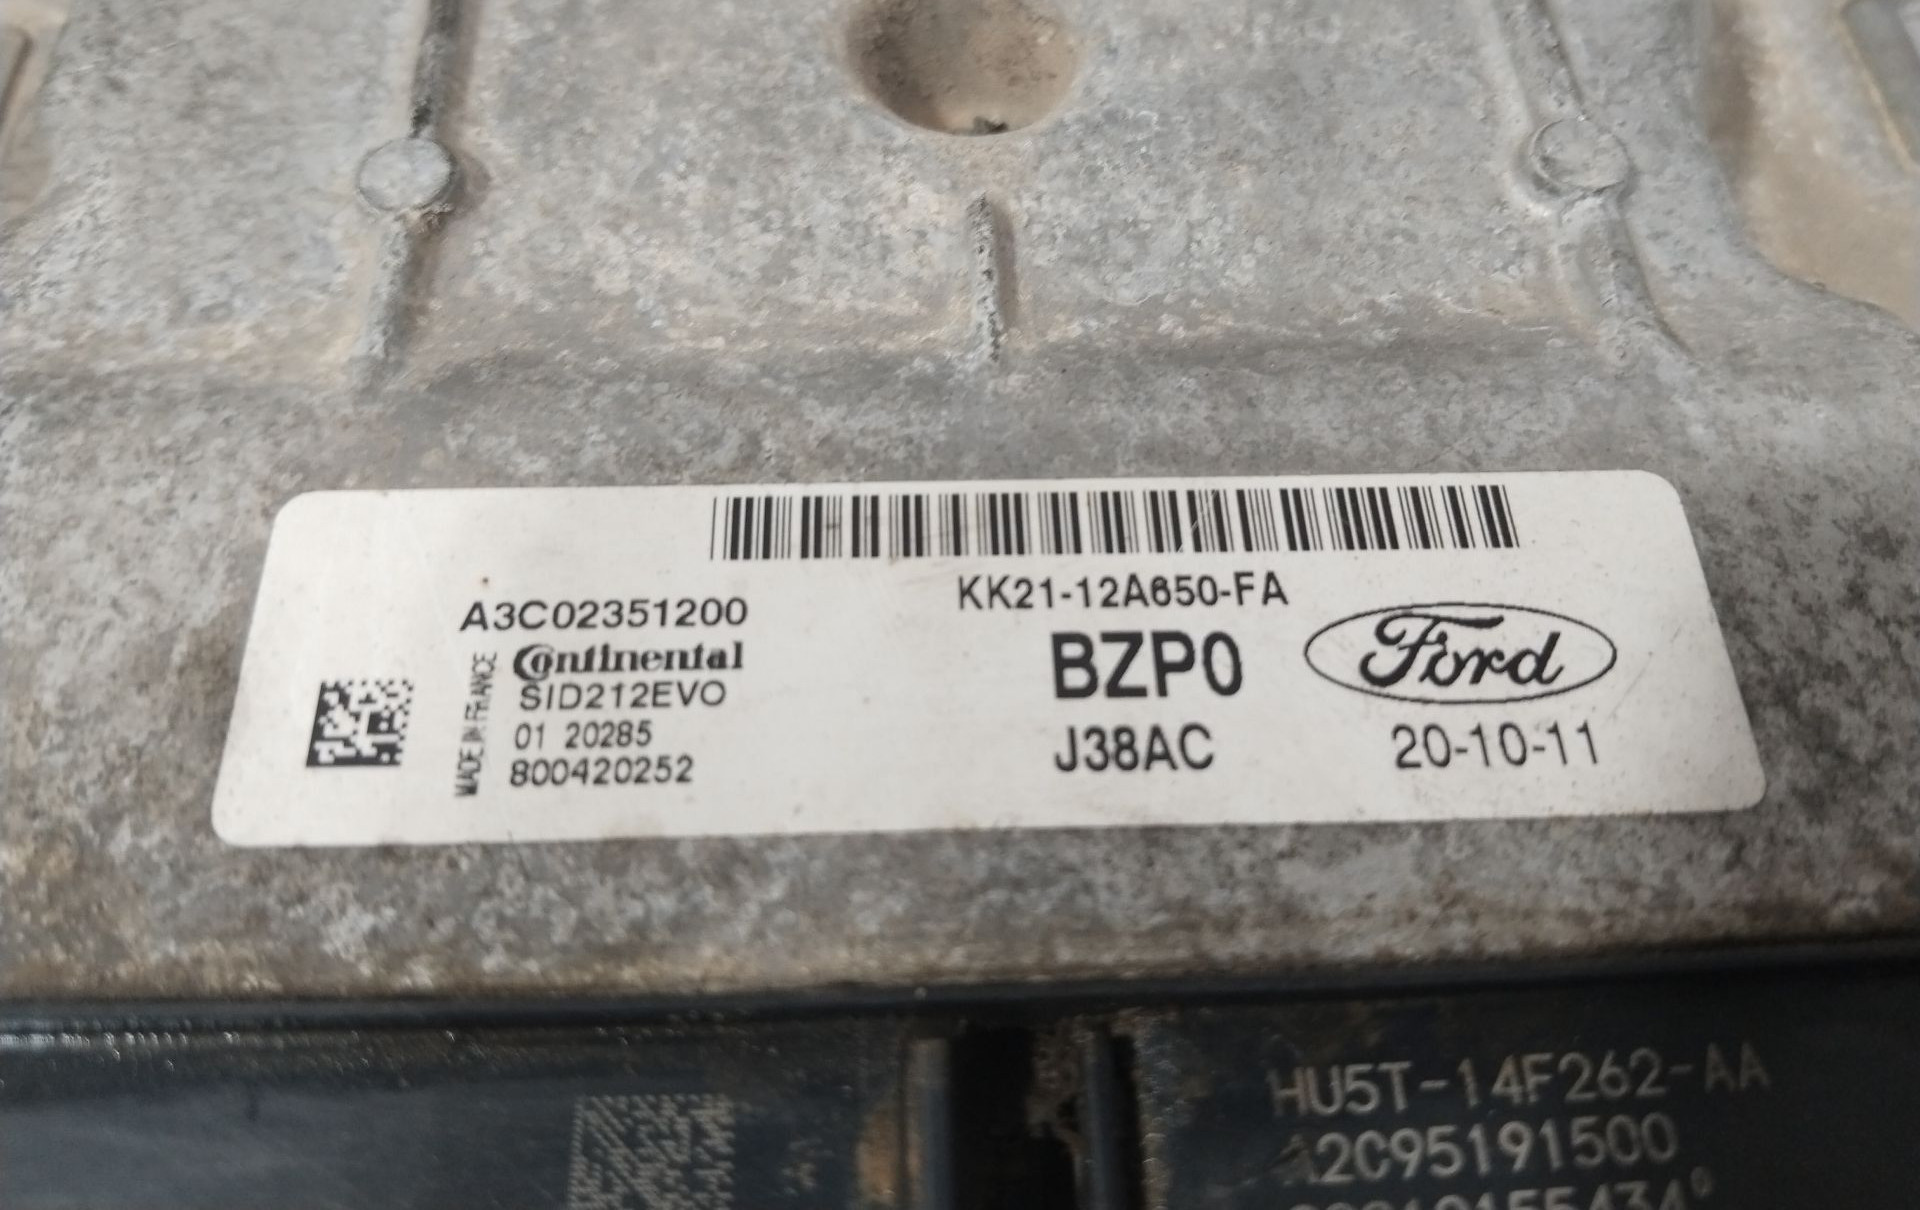 KK21-12A650-FA
A3C02351200
Continental
SID212EVO
01 20285
800420252
MADE IN FRANCE
BZP0
Ford
J38AC
20-10-11
HU5T-14F262-AA
A2C95191500